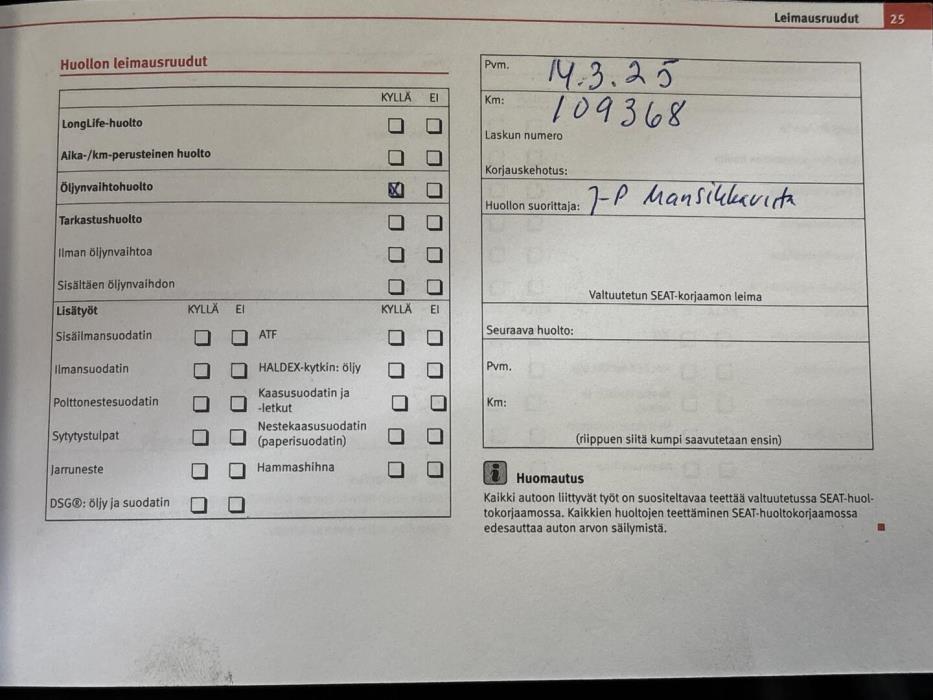 Leimausruudut 25
Huollon leimausruudut
KYLLÄ EI
LongLife-huolto
Aika-/km-perusteinen huolto
Öljynvaihtohuolto
Tarkastushuolto
Ilman öljynvaihtoa
Sisältäen öljynvaihdon
Lisätyöt KYLLÄ EI KYLLÄ EI
Sisäilmansuodatin ATF
Ilmansuodatin HALDEX-kytkin: öljy
Polttonestesuodatin Kaasusuodatin ja
-letkut
Sytytystulpat Nestekaasusuodatin
(paperisuodatin)
Jarruneste Hammashihna
DSG®: öljy ja suodatin
Pvm. 14.3.25
Km: 109368
Laskun numero
Korjauskehotus:
Huollon suorittaja: J-P Mansikkavirta
Valtuutetun SEAT-korjaamon leima
Seuraava huolto:
Pvm.
Km:
(riippuen siitä kumpi saavutetaan ensin)
i Huomautus
Kaikki autoon liittyvät työt on suositeltavaa teettää valtuutetussa SEAT-huol-
tokorjaamossa. Kaikkien huoltojen teettäminen SEAT-huoltokorjaamossa
edesauttaa auton arvon säilymistä.